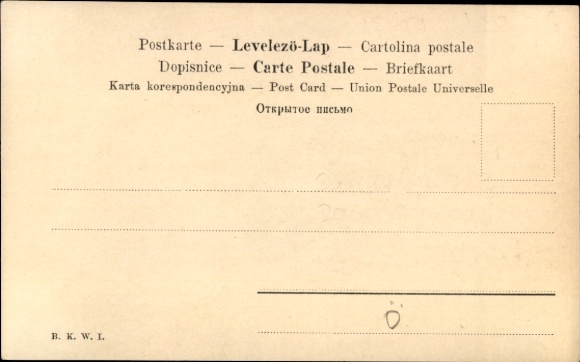 Postkarte — Levelező-Lap — Cartolina postale
Dopisnice — Carte Postale — Briefkaart
Karta korespondencyjna — Post Card — Union Postale Universelle
Открытое письмо
Ö
B. K. W. I.